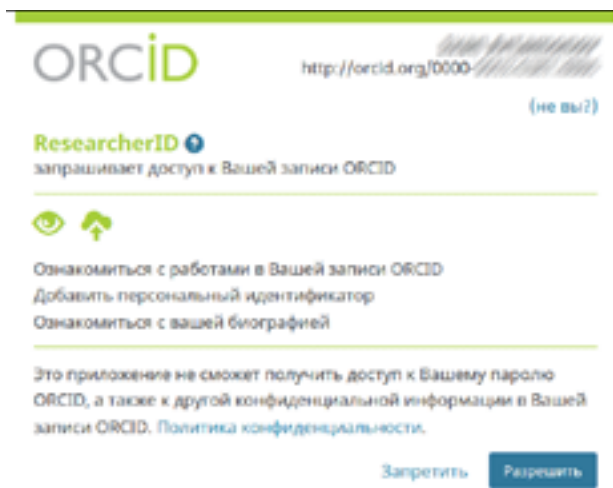 ORCID
http://orcid.org/0000-
(не вы?)
ResearcherID ?
запрашивает доступ к Вашей записи ORCID
Ознакомиться с работами в Вашей записи ORCID
Добавить персональный идентификатор
Ознакомиться с вашей биографией
Это приложение не сможет получить доступ к Вашему паролю
ORCID, а также к другой конфиденциальной информации в Вашей
записи ORCID. Политика конфиденциальности.
Запретить Разрешить